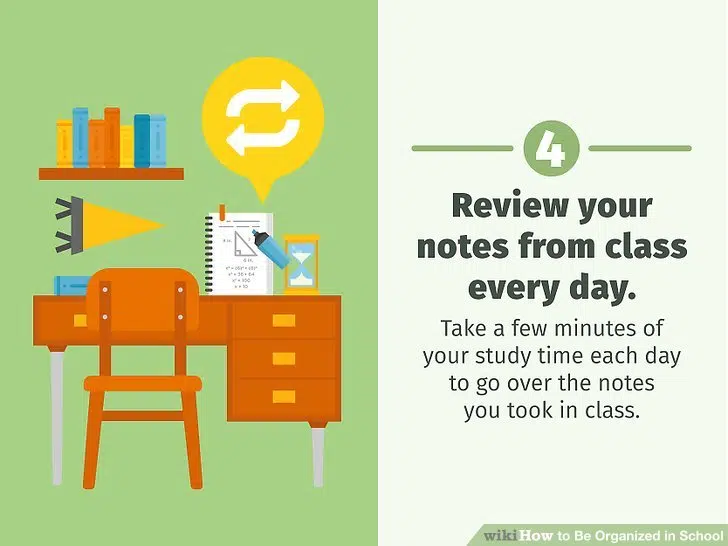 4
Review your
notes from class
every day.
Take a few minutes of
your study time each day
to go over the notes
you took in class.
wikiHow to Be Organized in School